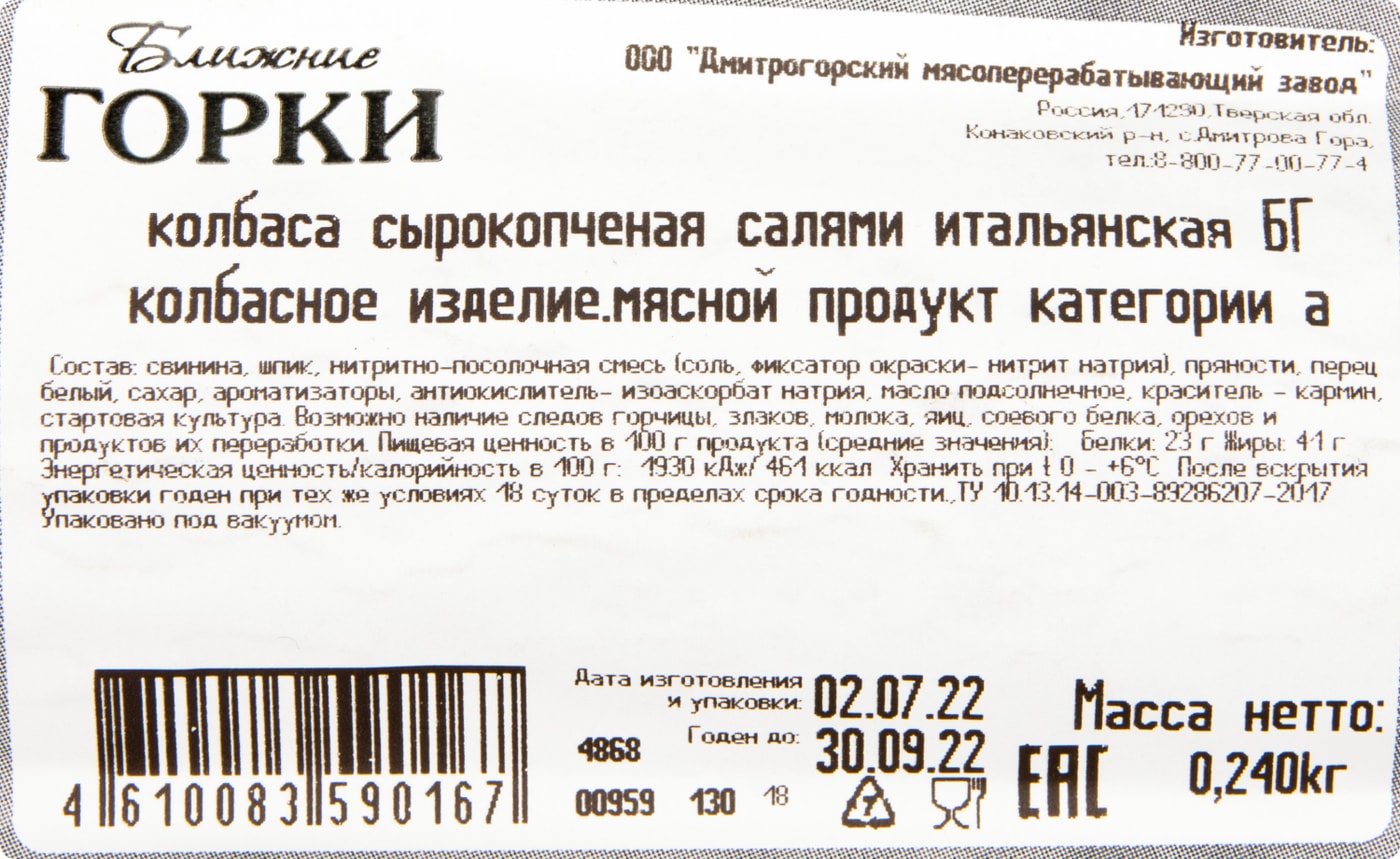 Ближние
ГОРКИ
Изготовитель:
ООО "Дмитрогорский мясоперерабатывающий завод"
Россия,171290,Тверская обл.
Конаковский р-н, с.Дмитрова Гора,
тел.:8-800-77-00-77-4
колбаса сырокопченая салями итальянская БГ
колбасное изделие.мясной продукт категории а
Состав: свинина, шпик, нитритно-посолочная смесь (соль, фиксатор окраски- нитрит натрия), пряности, перец
белый, сахар, ароматизаторы, антиокислитель- изоаскорбат натрия, масло подсолнечное, краситель - кармин,
стартовая культура. Возможно наличие следов горчицы, злаков, молока, яиц, соевого белка, орехов и
продуктов их переработки. Пищевая ценность в 100 г продукта (средние значения): Белки: 23 г Жиры: 41 г
Энергетическая ценность/калорийность в 100 г: 1930 кДж/ 461 ккал Хранить при t 0 - +6°С После вскрытия
упаковки годен при тех же условиях 18 суток в пределах срока годности.,ТУ 10.13.14-003-89286207-2017
Упаковано под вакуумом.
Дата изготовления
и упаковки: 02.07.22
Масса нетто:
4868 Годен до: 30.09.22
0,240кг
EAC
00959 130 18
7
4 610083 590167